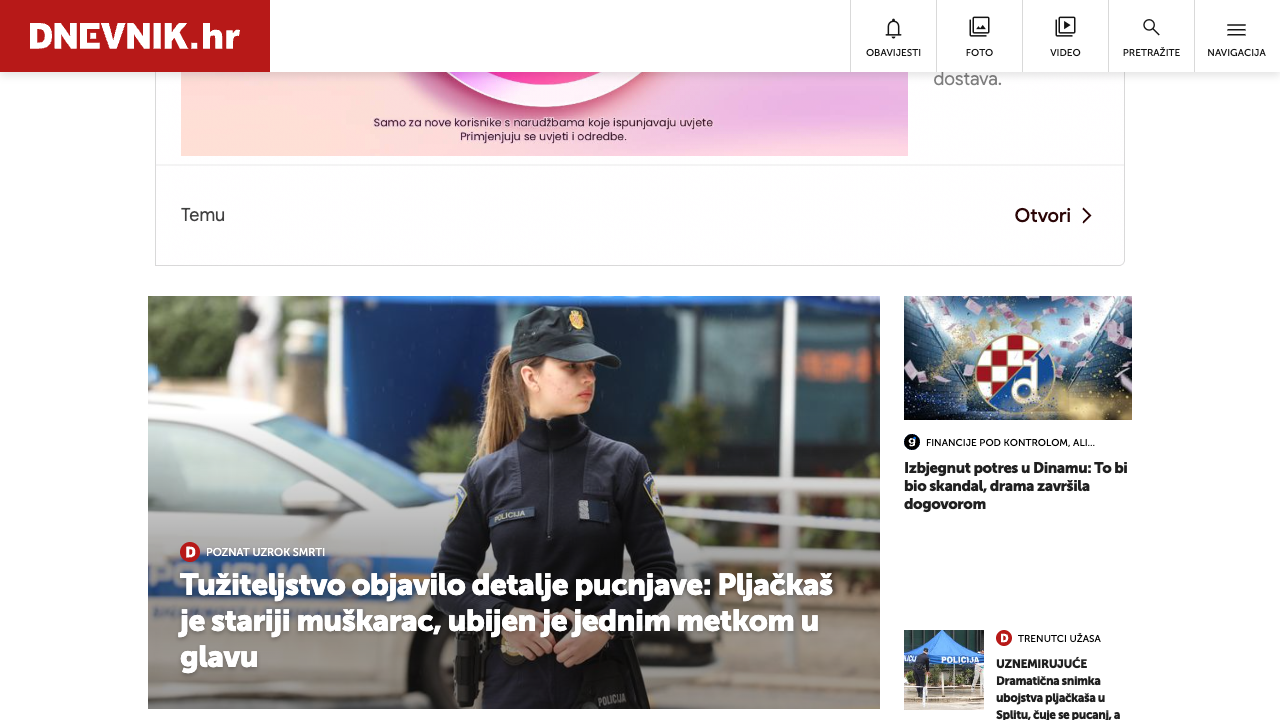 DNEVNIK.hr
OBAVIJESTI
FOTO
VIDEO
PRETRAŽITE
NAVIGACIJA
dostava.
Samo za nove korisnike s narudžbama koje ispunjavaju uvjete
Primjenjuju se uvjeti i odredbe.
Temu
Otvori
POLICIJA
D POZNAT UZROK SMRTI
Tužiteljstvo objavilo detalje pucnjave: Pljačkaš
je stariji muškarac, ubijen je jednim metkom u
glavu
POLICIJA
d
g FINANCIJE POD KONTROLOM, ALI...
Izbjegnut potres u Dinamu: To bi
bio skandal, drama završila
dogovorom
POLICIJA
D TRENUTCI UŽASA
UZNEMIRUJUĆE
Dramatična snimka
ubojstva pljačkaša u
Splitu, čuje se pucanj, a